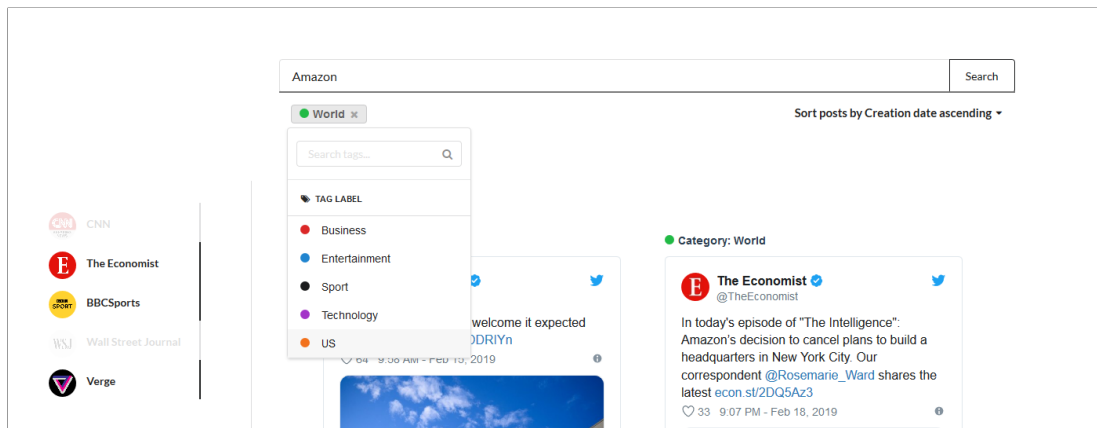 Amazon
Search
World ×
Sort posts by Creation date ascending
Search tags...
TAG LABEL
Business
Entertainment
Sport
Technology
US
CNN
The Economist
BBCSports
WSJ Wall Street Journal
Verge
welcome it expected
DDRIYn
64 9:58 AM - Feb 15, 2019
Category: World
The Economist
@TheEconomist
In today's episode of "The Intelligence":
Amazon's decision to cancel plans to build a
headquarters in New York City. Our
correspondent @Rosemarie_Ward shares the
latest econ.st/2DQ5Az3
33 9:07 PM - Feb 18, 2019